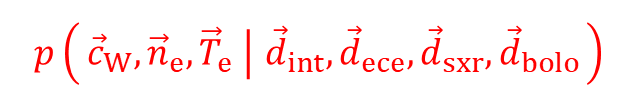 p ( c⃗_W, n⃗_e, T⃗_e | d⃗_int, d⃗_ece, d⃗_sxr, d⃗_bolo )